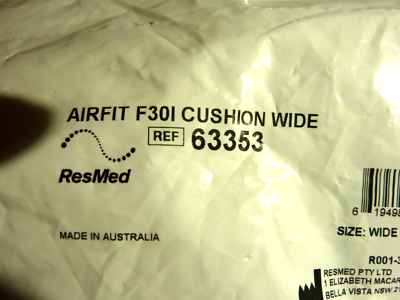 AIRFIT F30I CUSHION WIDE
REF 63353
ResMed
MADE IN AUSTRALIA
SIZE: WIDE
RESMED PTY LTD
1 ELIZABETH
BELLA VISTA NSW